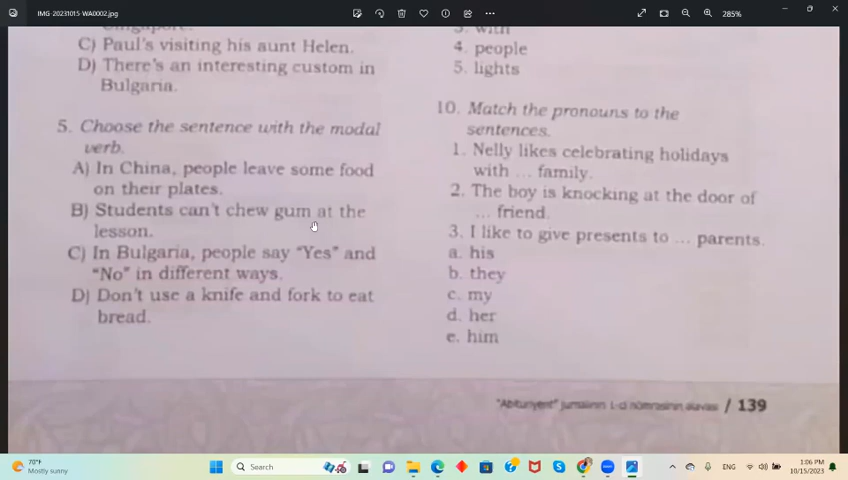 IMG-20231015-WA0002.jpg
285%
C) Paul's visiting his aunt Helen.
D) There's an interesting custom in
Bulgaria.
5. Choose the sentence with the modal
verb.
A) In China, people leave some food
on their plates.
B) Students can't chew gum at the
lesson.
C) In Bulgaria, people say "Yes" and
"No" in different ways.
D) Don't use a knife and fork to eat
bread.
3. with
4. people
5. lights
10. Match the pronouns to the
sentences.
1. Nelly likes celebrating holidays
with ... family.
2. The boy is knocking at the door of
... friend.
3. I like to give presents to ... parents.
a. his
b. they
c. my
d. her
e. him
"Abituriyent" jurnalının / 139
70°F
Mostly sunny
Search
ENG
1:06 PM
10/15/2023